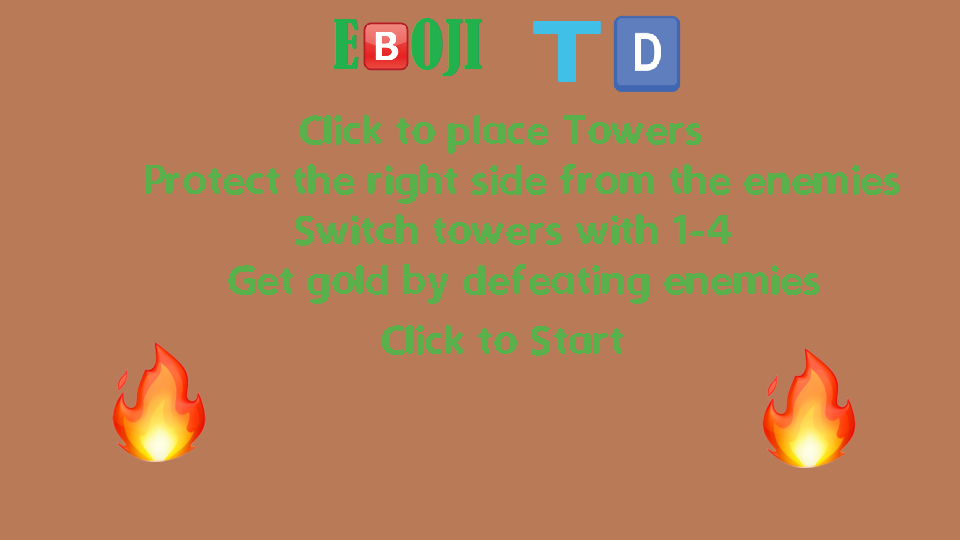 EBOJI TD
Click to place Towers
Protect the right side from the enemies
Switch towers with 1-4
Get gold by defeating enemies
Click to Start